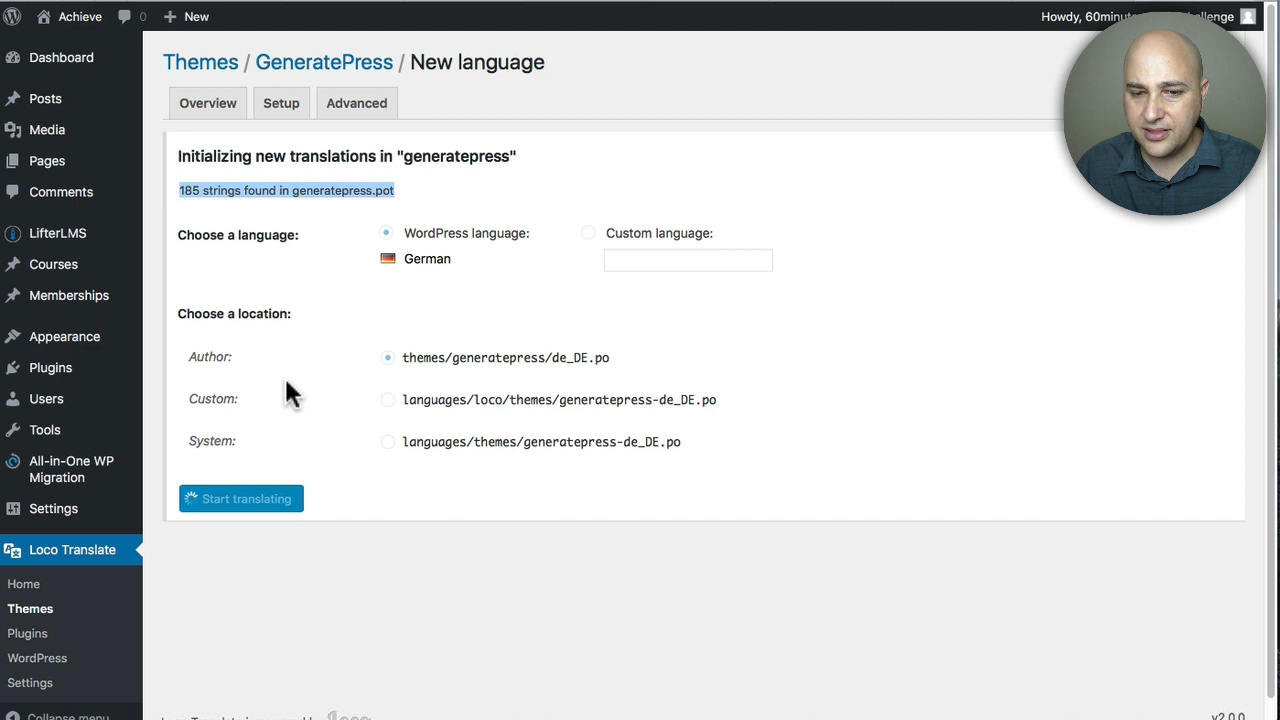 Achieve 0 New
Howdy, 60minut
Dashboard
Posts
Media
Pages
Comments
LifterLMS
Courses
Memberships
Appearance
Plugins
Users
Tools
All-in-One WP
Migration
Settings
Loco Translate
Home
Themes
Plugins
WordPress
Settings
Collapse menu
Themes / GeneratePress / New language
Overview Setup Advanced
Initializing new translations in "generatepress"
185 strings found in generatepress.pot
Choose a language: WordPress language: Custom language:
German
Choose a location:
Author: themes/generatepress/de_DE.po
Custom: languages/loco/themes/generatepress-de_DE.po
System: languages/themes/generatepress-de_DE.po
Start translating
v2.0.0